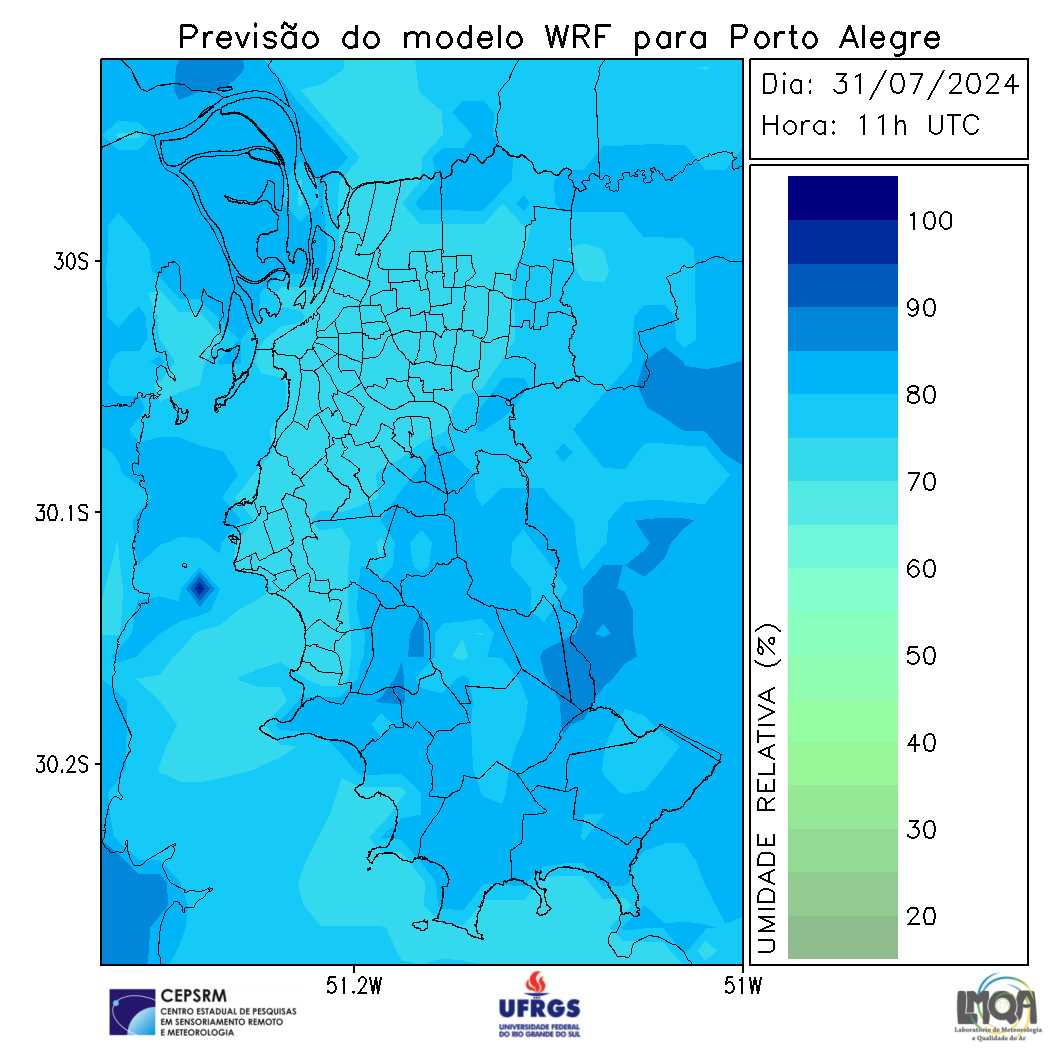 Previsão do modelo WRF para Porto Alegre
Dia: 31/07/2024
Hora: 11h UTC
100
90
80
70
60
50
40
30
20
UMIDADE RELATIVA (%)
30S
30.1S
30.2S
51.2W
51W
CEPSRM
CENTRO ESTADUAL DE PESQUISAS
EM SENSORIAMENTO REMOTO
E METEOROLOGIA
UFRGS
UNIVERSIDADE FEDERAL
DO RIO GRANDE DO SUL
LMQA
Laboratório de Meteorologia
e Qualidade do Ar